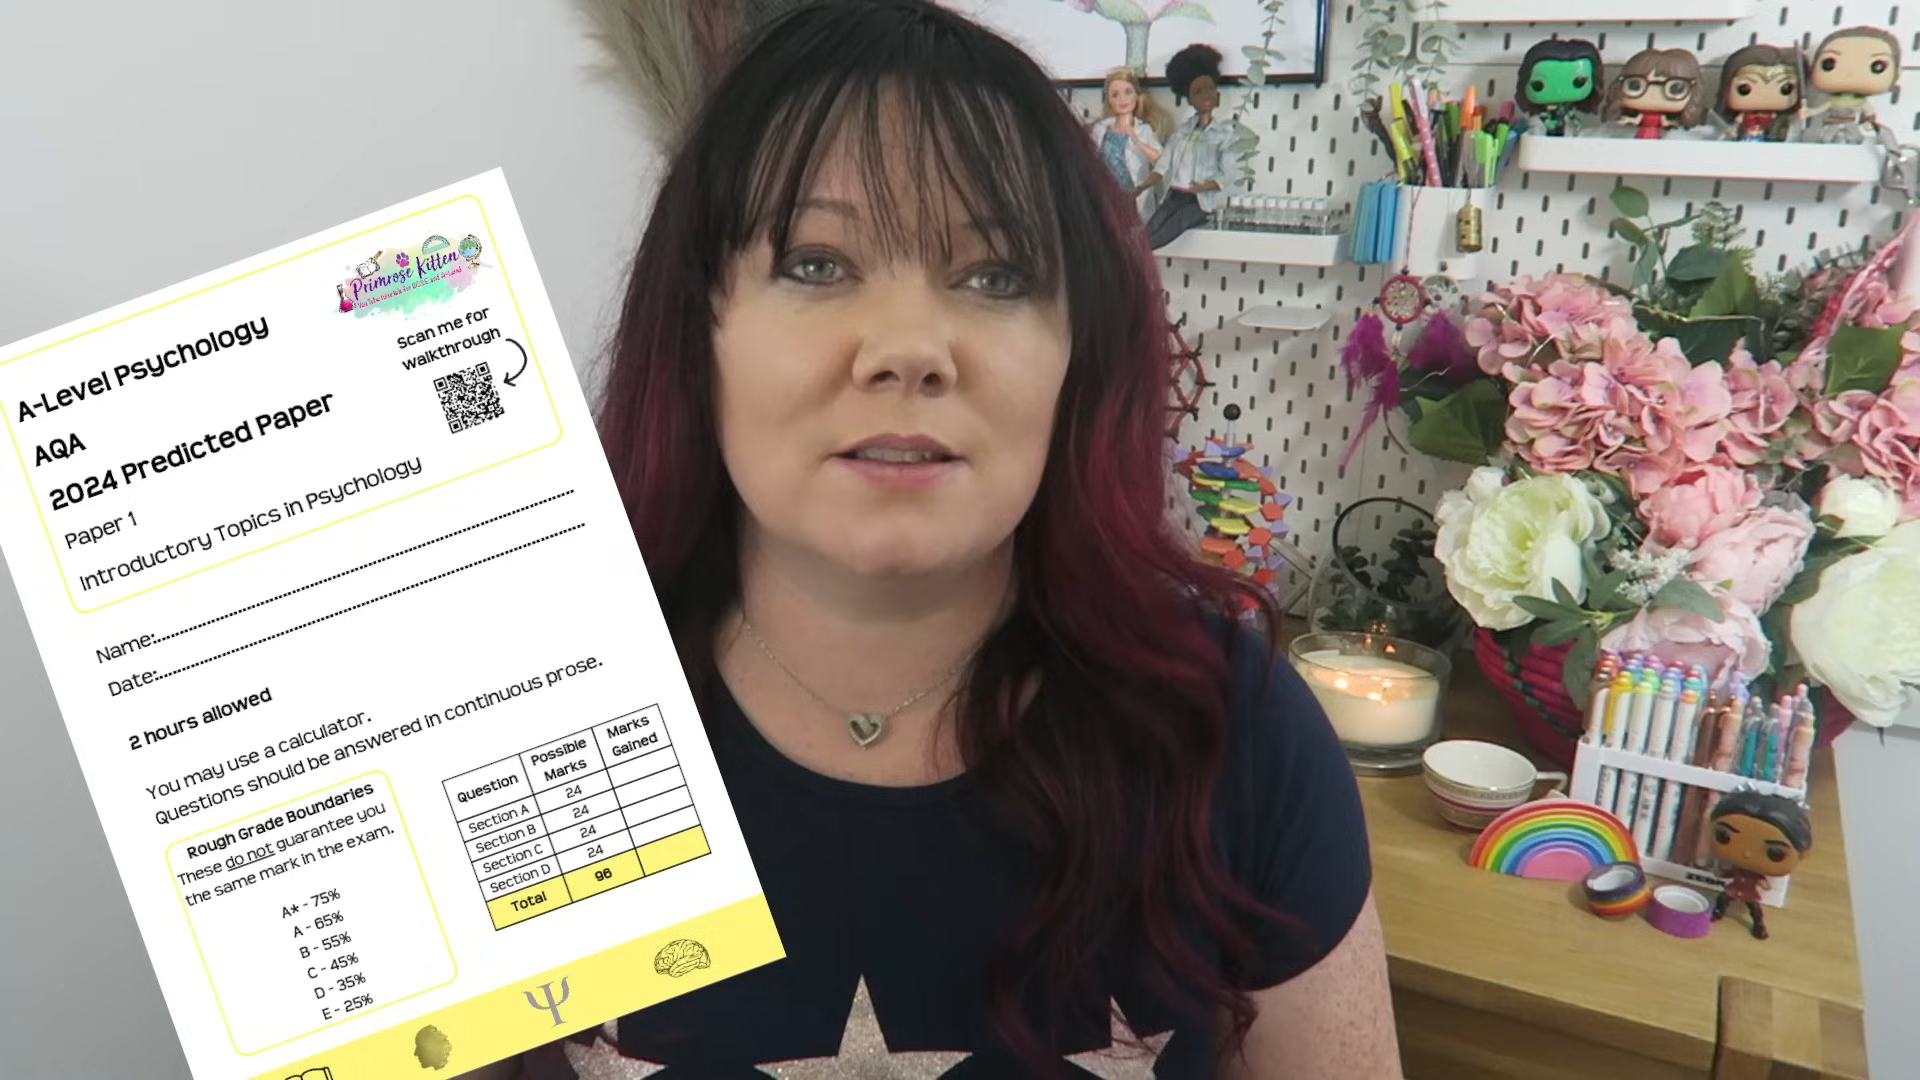 Primrose Kitten
Scan me for
walkthrough
A-Level Psychology
AQA
2024 Predicted Paper
Paper 1
Introductory Topics in Psychology
Name:
Date:
2 hours allowed
You may use a calculator.
Questions should be answered in continuous prose.
Rough Grade Boundaries
These do not guarantee you
the same mark in the exam.
A* - 75%
A - 65%
B - 55%
C - 45%
D - 35%
E - 25%
Question Possible Marks Marks Gained
Section A 24
Section B 24
Section C 24
Section D 24
Total 96
Ψ